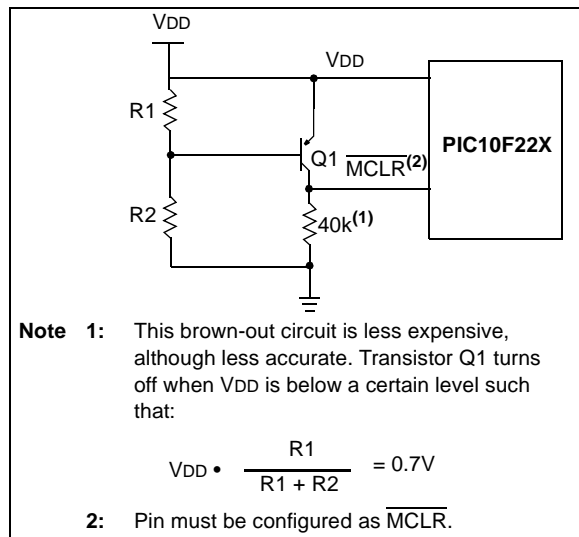 VDD
VDD
R1
Q1
MCLR(2)
PIC10F22X
R2
40k(1)
Note 1: This brown-out circuit is less expensive,
although less accurate. Transistor Q1 turns
off when VDD is below a certain level such
that:
VDD • R1 / R1 + R2 = 0.7V
2: Pin must be configured as MCLR.